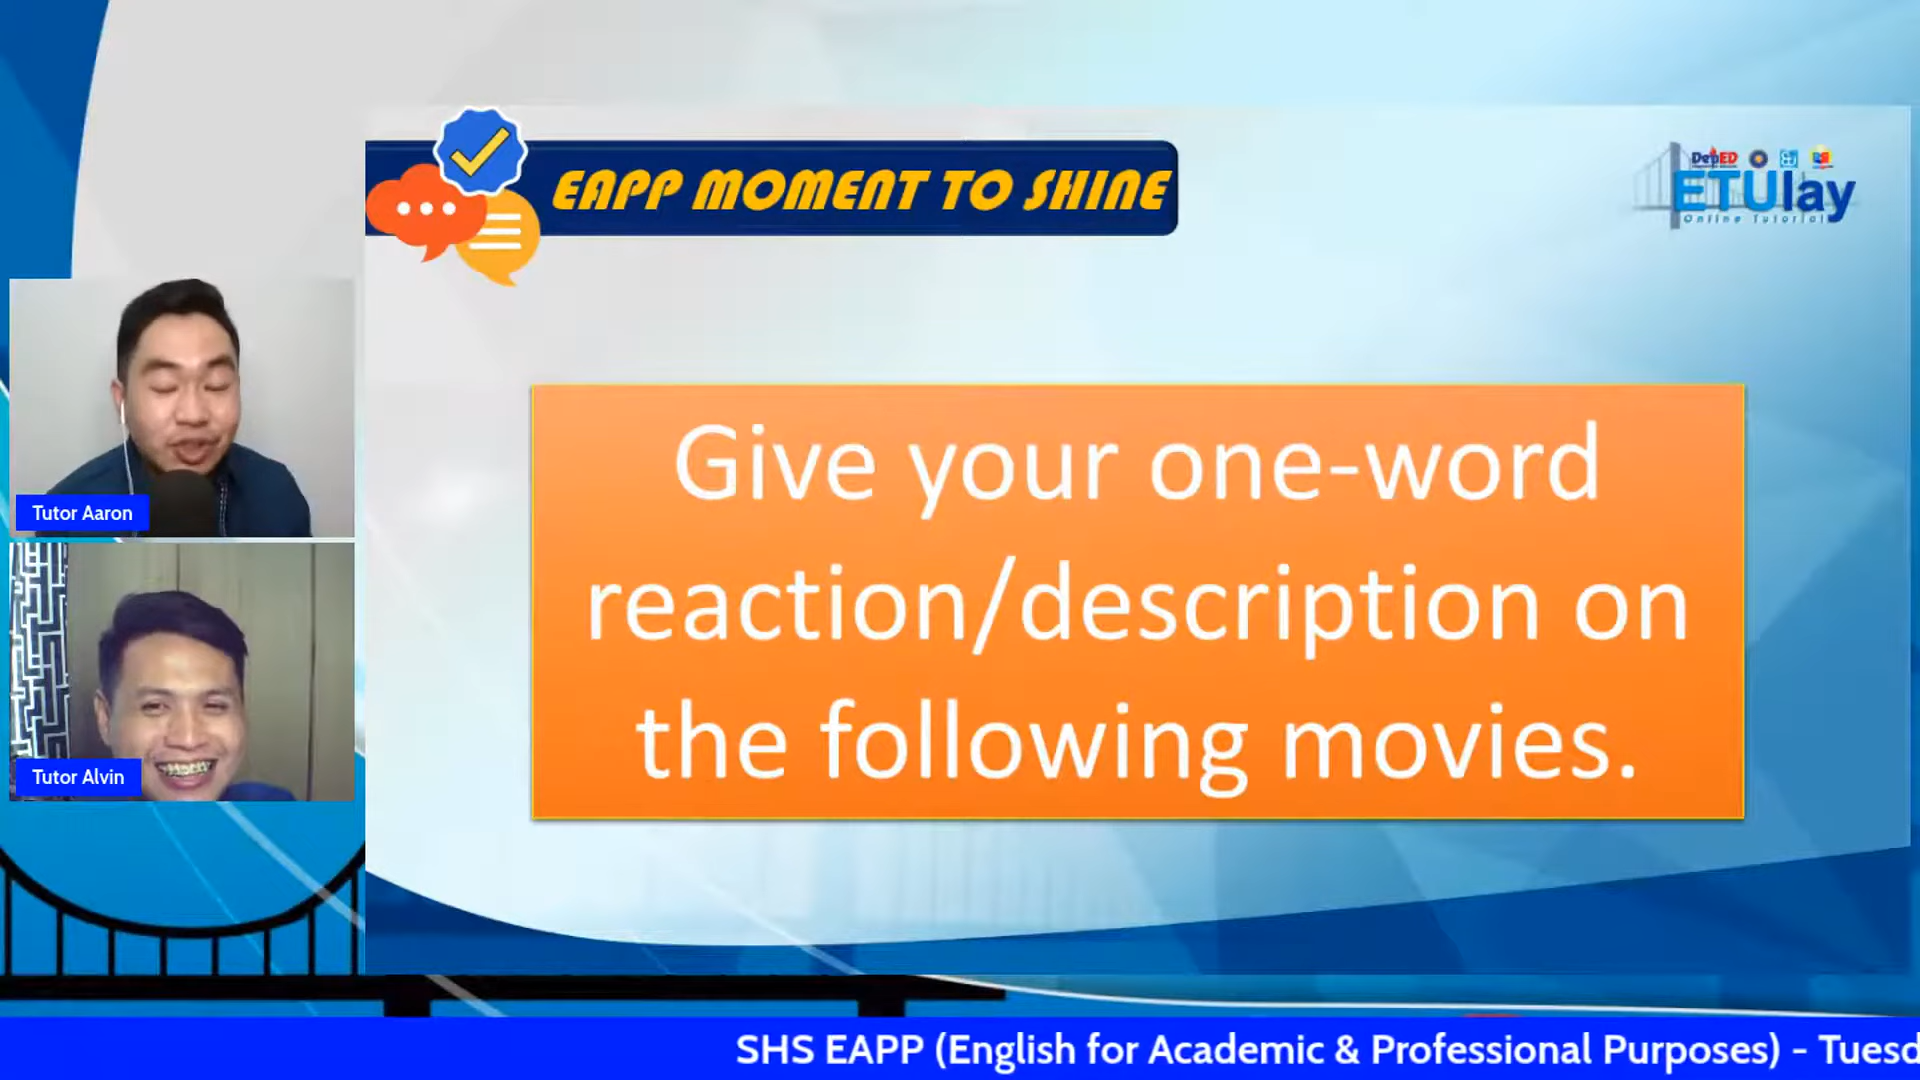 EAPP MOMENT TO SHINE
DepED
ETUlay
Online Tutorial
Give your one-word
reaction/description on
the following movies.
Tutor Aaron
Tutor Alvin
SHS EAPP (English for Academic & Professional Purposes) - Tuesd